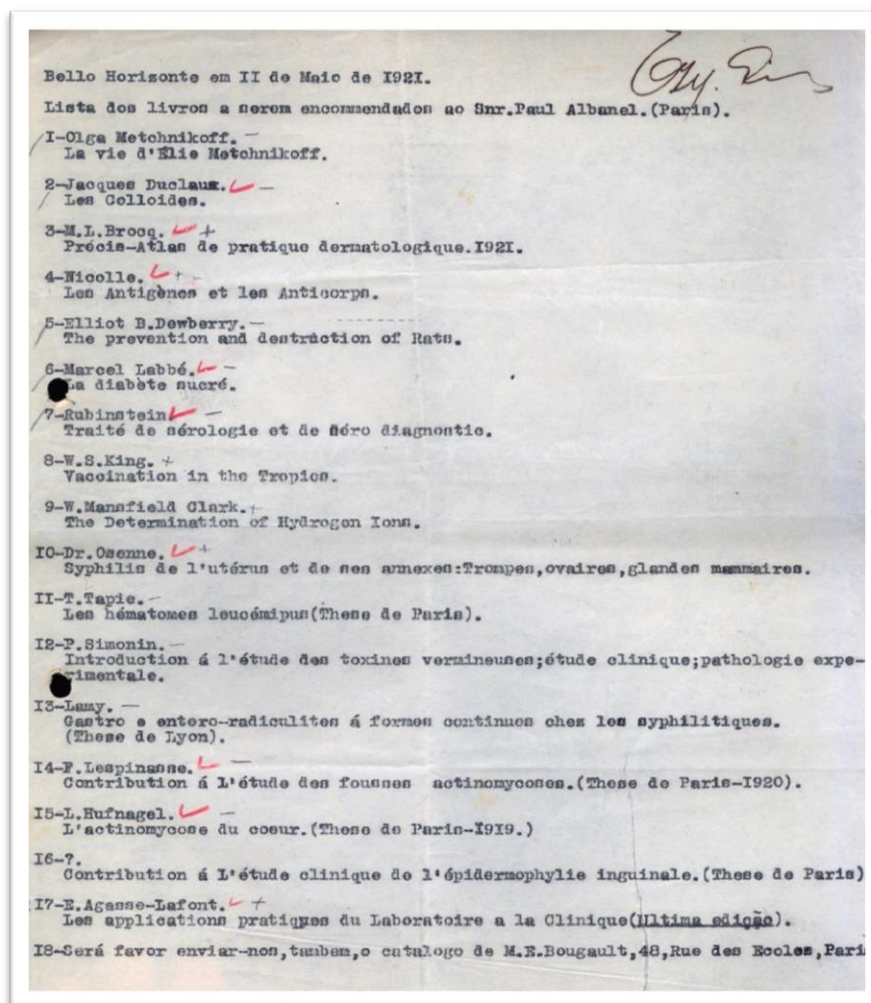 Bello Horizonte em II de Maio de I92I.
Lista dos livros a serem encommendados ao Snr.Paul Albanel.(Paris).
I-Olga Metchnikoff.
La vie d'Élie Metchnikoff.
2-Jacques Duclaux.
Les Colloides.
3-M.L.Brocq.
Précis-Atlas de pratique dermatologique.I92I.
4-Nicolle.
Les Antigènes et les Anticorps.
5-Elliot B.Dewberry.
The prevention and destruction of Rats.
6-Marcel Labbé.
La diabète sucré.
7-Rubinstein
Traité de sérologie et de séro diagnostic.
8-W.S.King.
Vaccination in the Tropics.
9-W.Mansfield Clark.
The Determination of Hydrogen Ions.
IO-Dr.Osenne.
Syphilis de l'utérus et de ses annexes:Trompes,ovaires,glandes mammaires.
II-T.Tapie.
Les hématomes leucémipus(These de Paris).
I2-P.Simonin.
Introduction á l'étude des toxines vermineuses;étude clinique;pathologie expe-
rimentale.
I3-Lamy.
Gastro e entero-radiculites á formes continues chez les syphilitiques.
(These de Lyon).
I4-F.Lespinasse.
Contribution á L'étude des fousses actinomycoses.(These de Paris-I920).
I5-L.Hufnagel.
L'actinomycose du coeur.(These de Paris-I9I9.)
I6-?.
Contribution á L'étude clinique de l'épidermophylie inguinale.(These de Paris)
I7-E.Agasse-Lafont.
Les applications pratiques du Laboratoire a la Clinique(Ultima edição).
I8-Será favor enviar-nos,tambem,o catalogo de M.E.Bougault,48,Rue des Ecoles,Pari